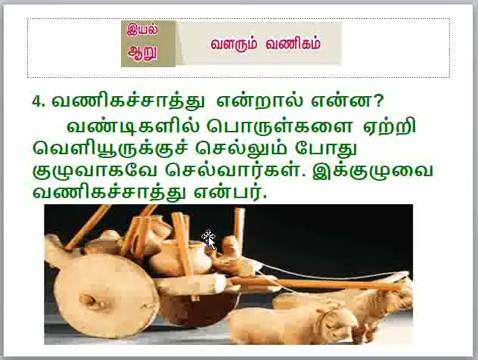 இயல்
ஆறு
வளரும் வணிகம்
4. வணிகச்சாத்து என்றால் என்ன?
வண்டிகளில் பொருள்களை ஏற்றி
வெளியூருக்குச் செல்லும் போது
குழுவாகவே செல்வார்கள். இக்குழுவை
வணிகச்சாத்து என்பர்.